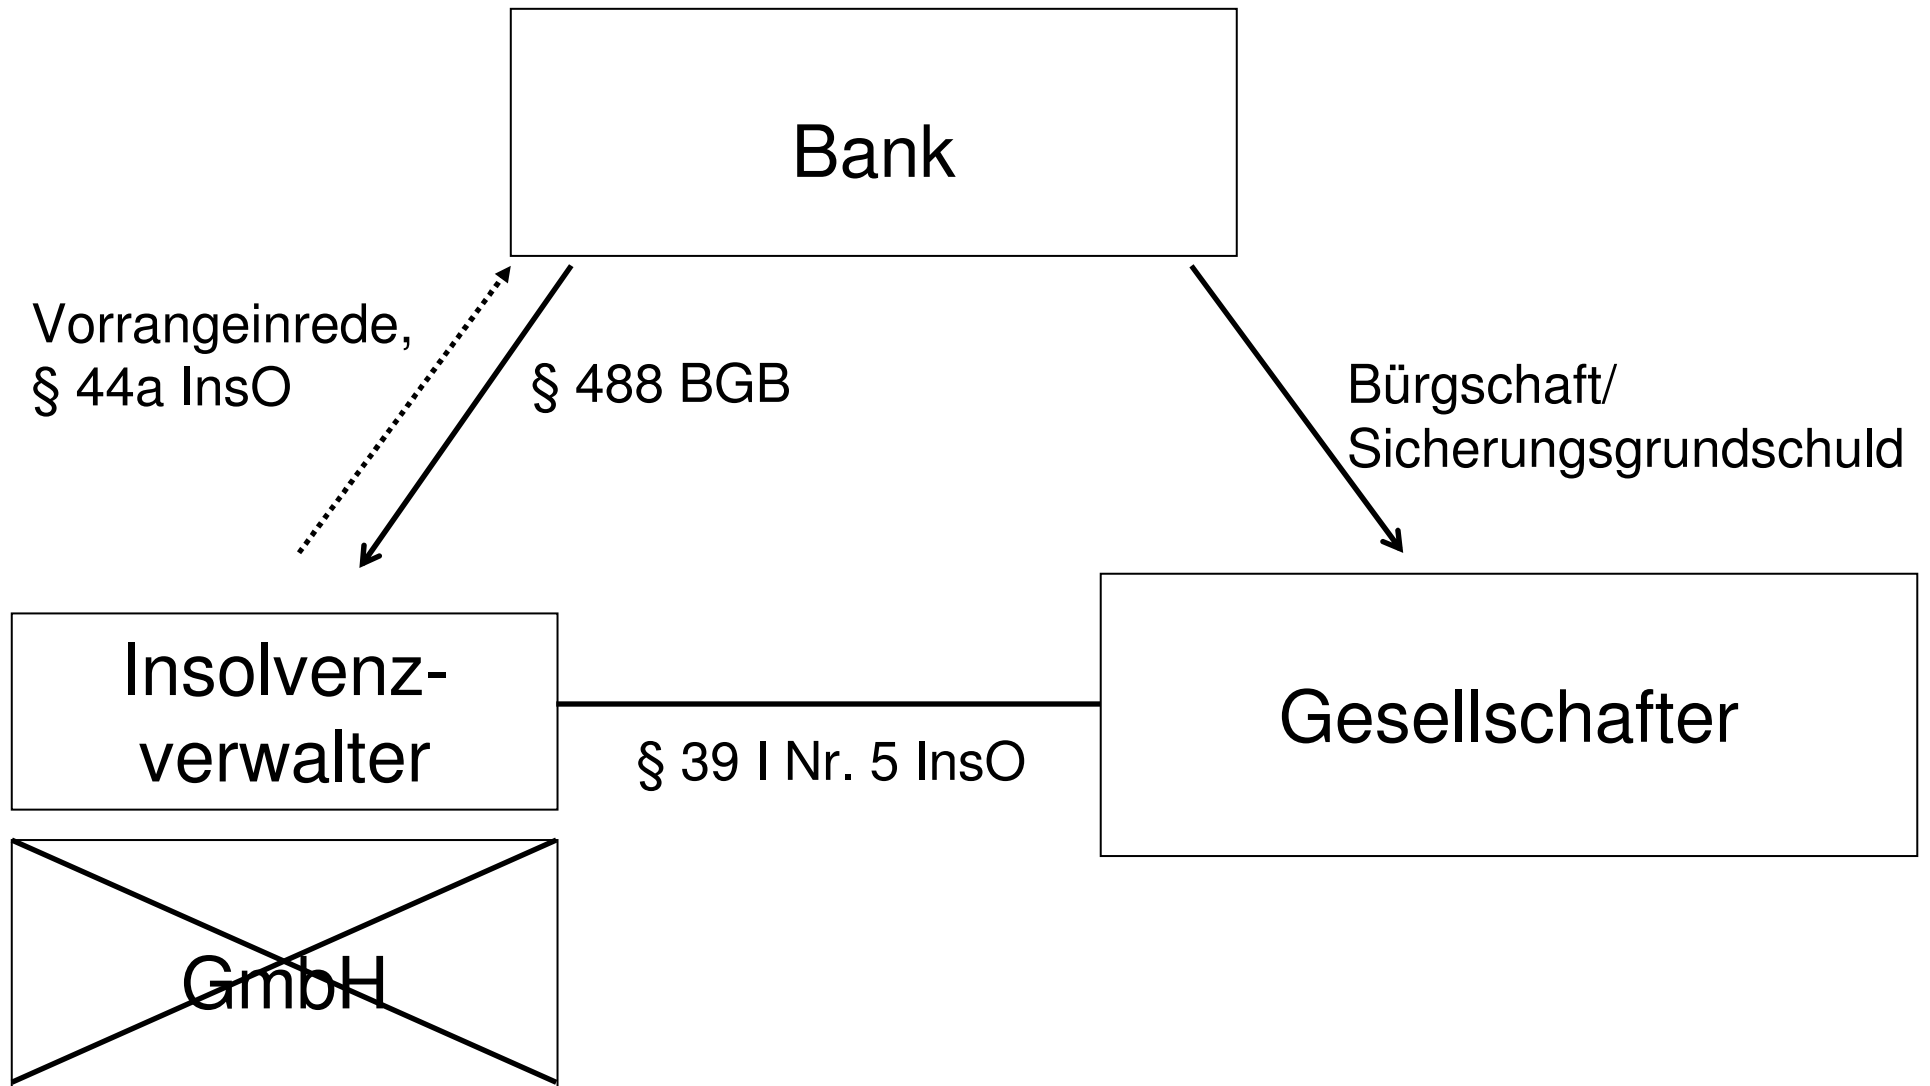 Bank
Vorrangeinrede,
§ 44a InsO
§ 488 BGB
Bürgschaft/
Sicherungsgrundschuld
Insolvenz-
verwalter
§ 39 I Nr. 5 InsO
Gesellschafter
GmbH